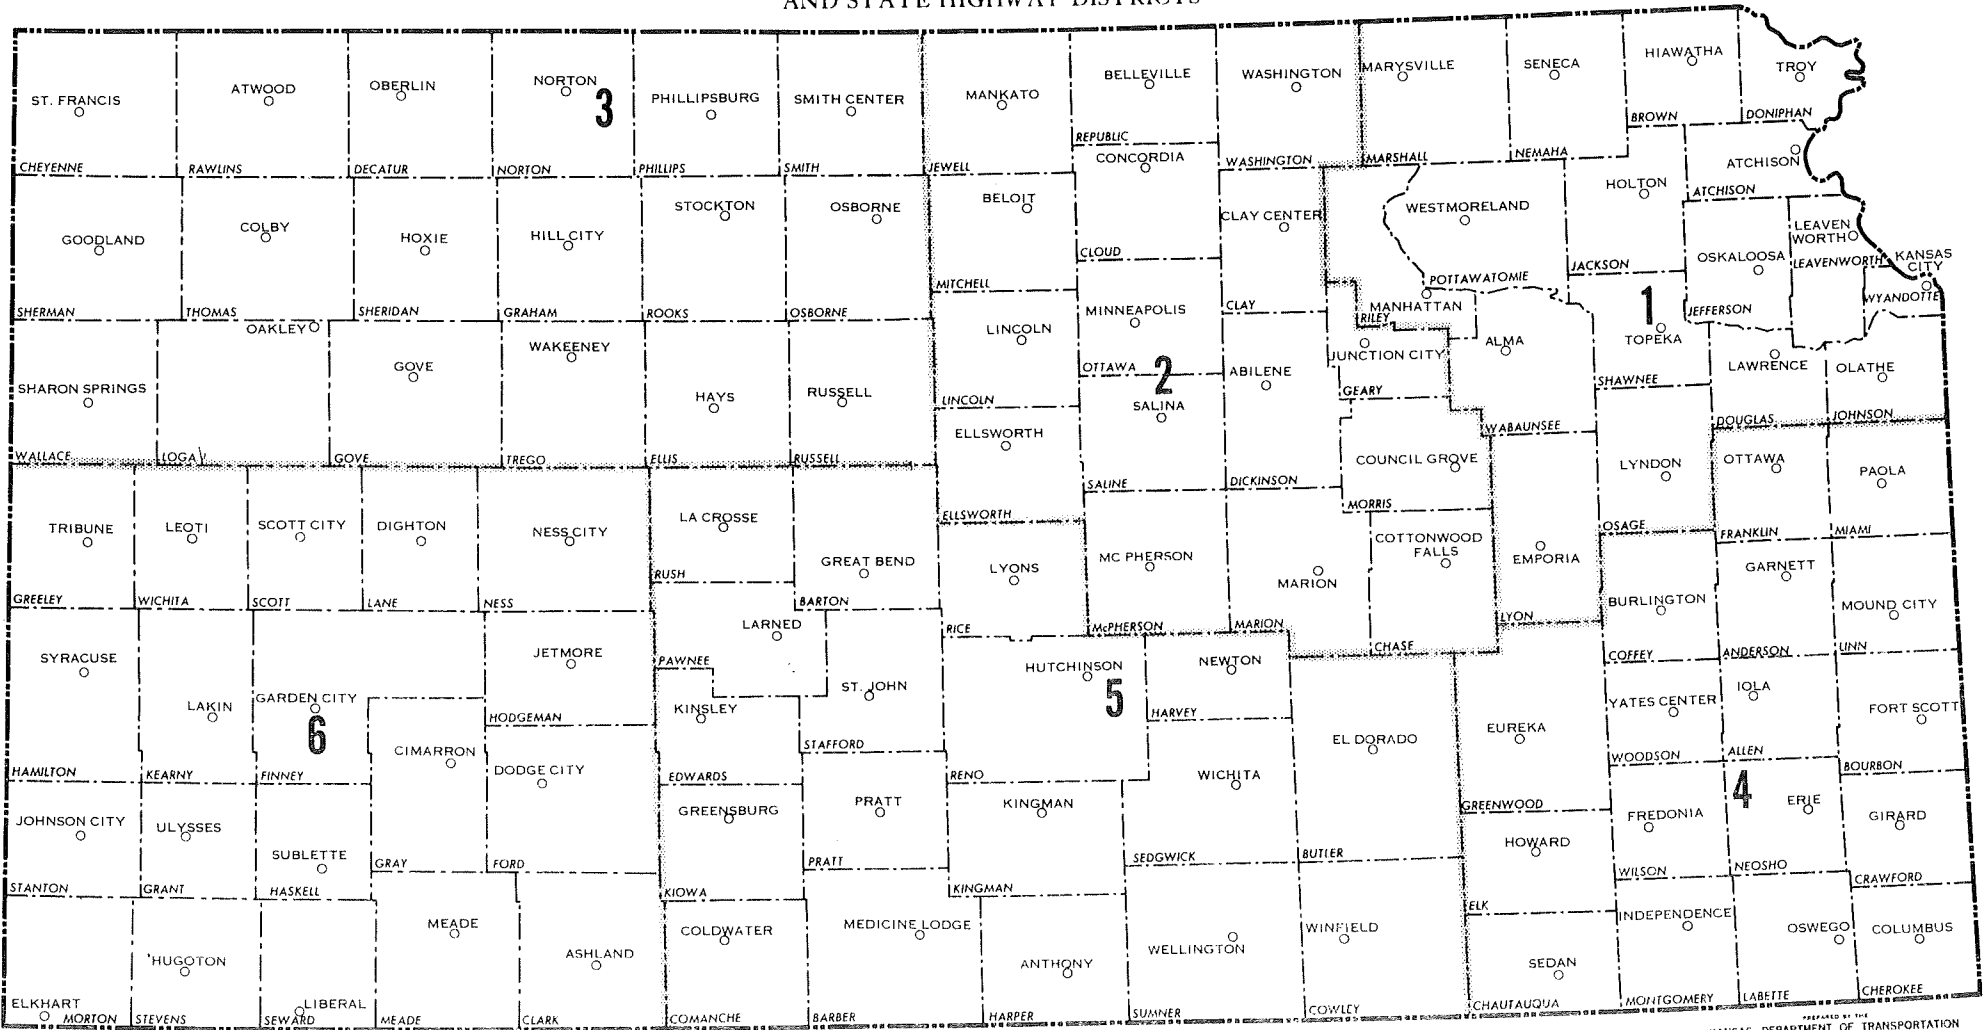 AND STATE HIGHWAY DISTRICTS
ST. FRANCIS
ATWOOD
OBERLIN
NORTON
3
PHILLIPSBURG
SMITH CENTER
MANKATO
BELLEVILLE
WASHINGTON
MARYSVILLE
SENECA
HIAWATHA
TROY
CHEYENNE
RAWLINS
DECATUR
NORTON
PHILLIPS
SMITH
JEWELL
REPUBLIC
WASHINGTON
MARSHALL
NEMAHA
BROWN
DONIPHAN
CONCORDIA
ATCHISON
ATCHISON
GOODLAND
COLBY
HOXIE
HILL CITY
STOCKTON
OSBORNE
BELOIT
CLAY CENTER
WESTMORELAND
HOLTON
OSKALOOSA
LEAVEN
WORTH
LEAVENWORTH
KANSAS
CITY
WYANDOTTE
SHERMAN
THOMAS
SHERIDAN
GRAHAM
ROOKS
OSBORNE
MITCHELL
CLOUD
CLAY
POTTAWATOMIE
JACKSON
JEFFERSON
1
OAKLEY
MINNEAPOLIS
MANHATTAN
RILEY
TOPEKA
SHARON SPRINGS
GOVE
WAKEENEY
HAYS
RUSSELL
LINCOLN
OTTAWA
2
ABILENE
JUNCTION CITY
GEARY
ALMA
SHAWNEE
LAWRENCE
OLATHE
WALLACE
LOGA
GOVE
TREGO
ELLIS
RUSSELL
LINCOLN
SALINA
WABAUNSEE
DOUGLAS
JOHNSON
ELLSWORTH
COUNCIL GROVE
LYNDON
OTTAWA
PAOLA
SALINE
DICKINSON
MORRIS
TRIBUNE
LEOTI
SCOTT CITY
DIGHTON
NESS CITY
LA CROSSE
GREAT BEND
ELLSWORTH
OSAGE
FRANKLIN
MIAMI
LYONS
MC PHERSON
MARION
COTTONWOOD
FALLS
EMPORIA
GARNETT
RUSH
GREELEY
WICHITA
SCOTT
LANE
NESS
BARTON
BURLINGTON
MOUND CITY
RICE
McPHERSON
MARION
LYON
SYRACUSE
LAKIN
GARDEN CITY
6
JETMORE
LARNED
PAWNEE
HUTCHINSON
5
NEWTON
CHASE
COFFEY
ANDERSON
LINN
HODGEMAN
KINSLEY
ST. JOHN
HARVEY
YATES CENTER
IOLA
FORT SCOTT
CIMARRON
DODGE CITY
STAFFORD
EL DORADO
EUREKA
WOODSON
ALLEN
BOURBON
HAMILTON
KEARNY
FINNEY
EDWARDS
RENO
WICHITA
4
JOHNSON CITY
ULYSSES
SUBLETTE
GREENSBURG
PRATT
KINGMAN
GREENWOOD
FREDONIA
ERIE
GIRARD
GRAY
FORD
PRATT
SEDGWICK
BUTLER
HOWARD
WILSON
NEOSHO
CRAWFORD
STANTON
GRANT
HASKELL
KIOWA
KINGMAN
ELK
HUGOTON
MEADE
ASHLAND
COLDWATER
MEDICINE LODGE
ANTHONY
WELLINGTON
WINFIELD
SEDAN
INDEPENDENCE
OSWEGO
COLUMBUS
ELKHART
LIBERAL
MORTON
STEVENS
SEWARD
MEADE
CLARK
COMANCHE
BARBER
HARPER
SUMNER
COWLEY
CHAUTAUQUA
MONTGOMERY
LABETTE
CHEROKEE
PREPARED BY THE
KANSAS DEPARTMENT OF TRANSPORTATION